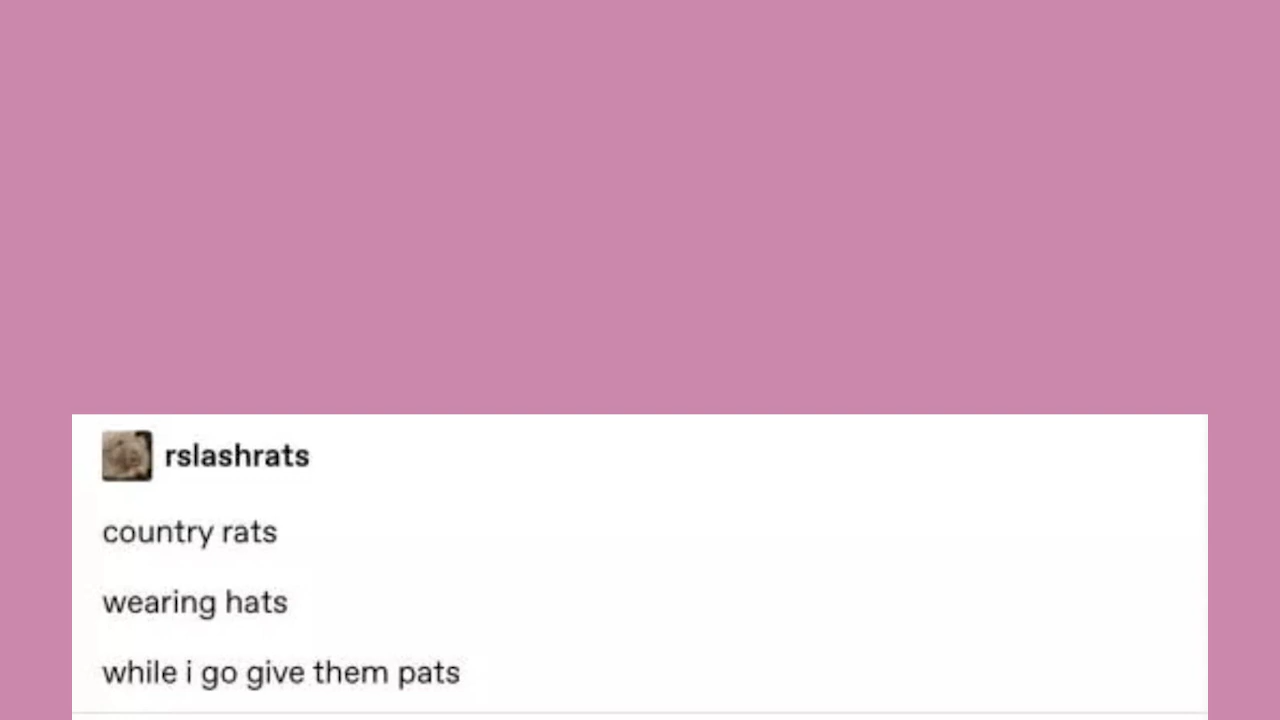 rslashrats
country rats
wearing hats
while i go give them pats